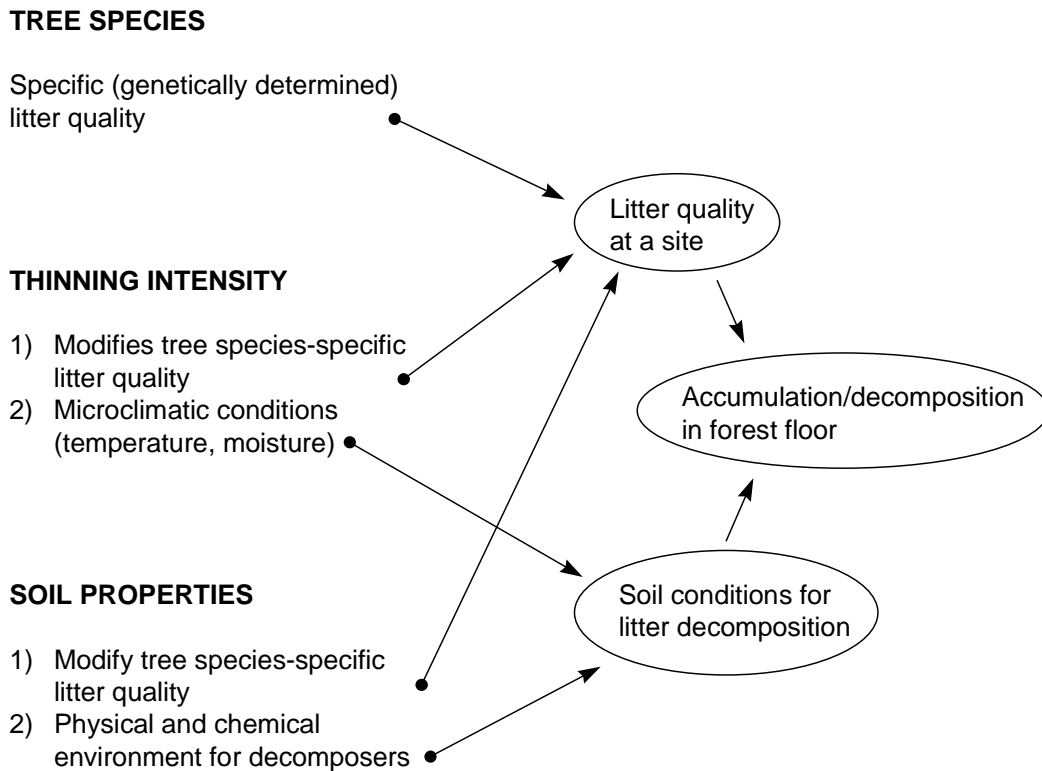 TREE SPECIES
Specific (genetically determined)
litter quality
Litter quality
at a site
THINNING INTENSITY
1) Modifies tree species-specific
litter quality
2) Microclimatic conditions
(temperature, moisture)
Accumulation/decomposition
in forest floor
SOIL PROPERTIES
1) Modify tree species-specific
litter quality
2) Physical and chemical
environment for decomposers
Soil conditions for
litter decomposition